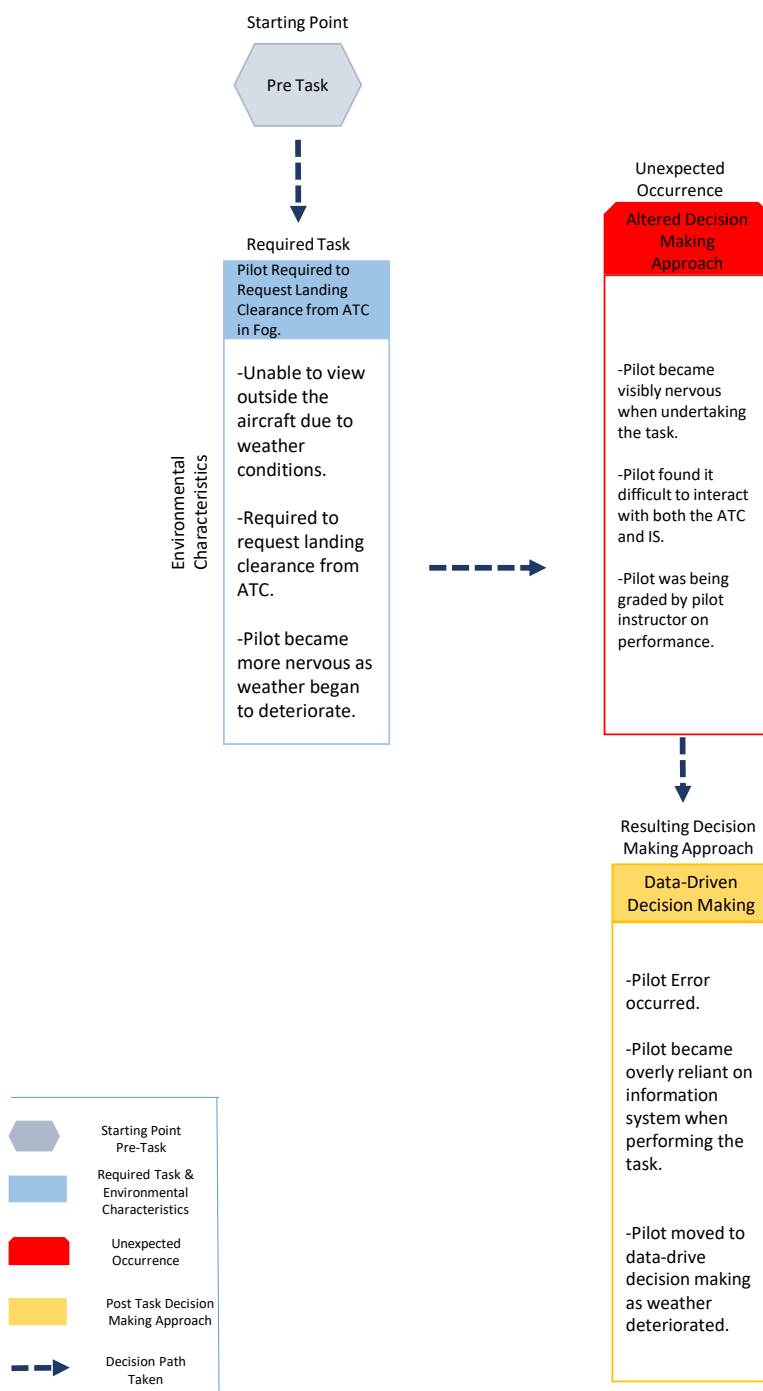 Starting Point
Pre Task
Required Task
Pilot Required to
Request Landing
Clearance from ATC
in Fog.
Environmental
Characteristics
-Unable to view
outside the
aircraft due to
weather
conditions.
-Required to
request landing
clearance from
ATC.
-Pilot became
more nervous as
weather began
to deteriorate.
Unexpected
Occurrence
Altered Decision
Making
Approach
-Pilot became
visibly nervous
when undertaking
the task.
-Pilot found it
difficult to interact
with both the ATC
and IS.
-Pilot was being
graded by pilot
instructor on
performance.
Resulting Decision
Making Approach
Data-Driven
Decision Making
-Pilot Error
occurred.
-Pilot became
overly reliant on
information
system when
performing the
task.
-Pilot moved to
data-drive
decision making
as weather
deteriorated.
Starting Point
Pre-Task
Required Task &
Environmental
Characteristics
Unexpected
Occurrence
Post Task Decision
Making Approach
Decision Path
Taken